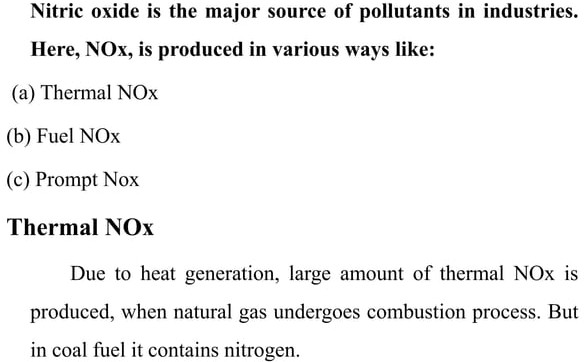 Nitric oxide is the major source of pollutants in industries.
Here, NOx, is produced in various ways like:
(a) Thermal NOx
(b) Fuel NOx
(c) Prompt Nox
Thermal NOx
Due to heat generation, large amount of thermal NOx is
produced, when natural gas undergoes combustion process. But
in coal fuel it contains nitrogen.